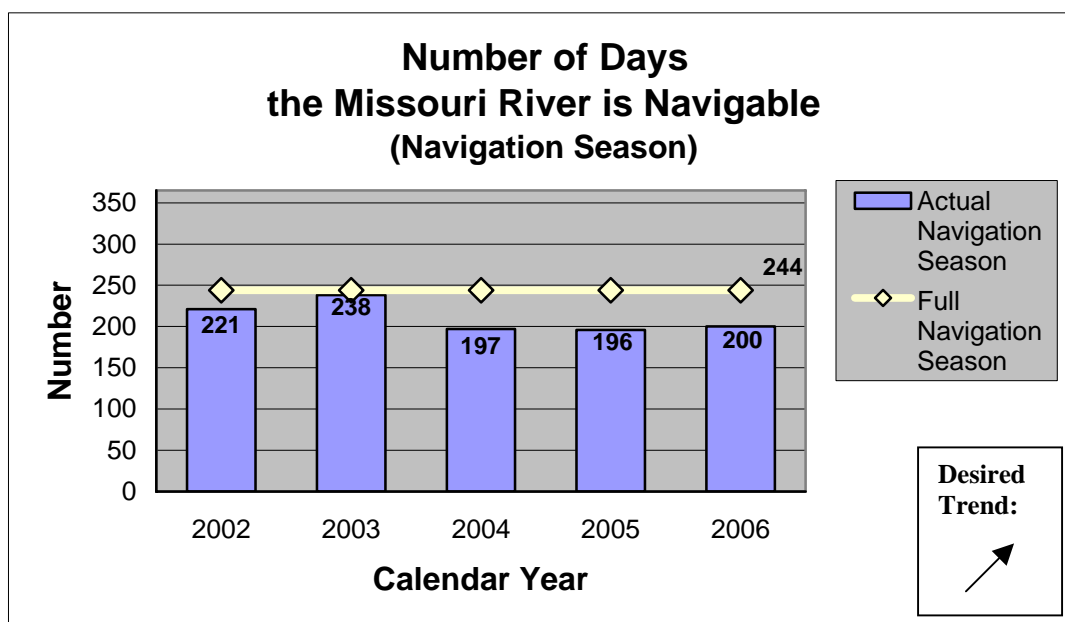 Number of Days
the Missouri River is Navigable
(Navigation Season)
350
300
250
200
150
100
50
0
Number
221
238
197
196
200
244
2002
2003
2004
2005
2006
Calendar Year
Actual
Navigation
Season
Full
Navigation
Season
Desired
Trend: